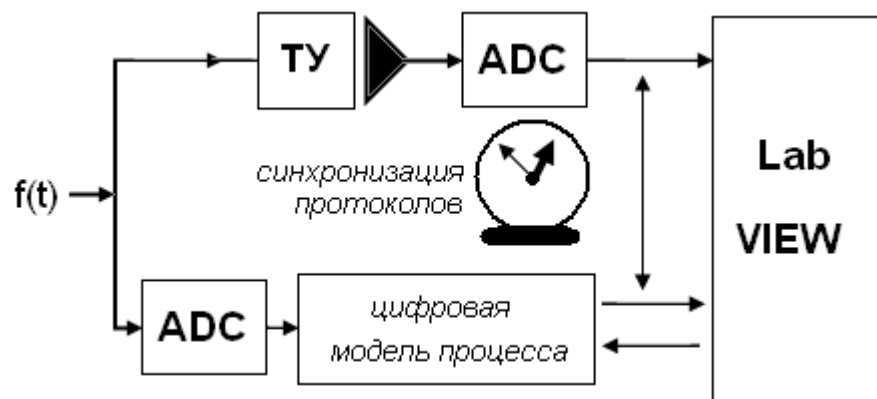 ТУ
ADC
Lab
VIEW
синхронизация
протоколов
f(t)
ADC
цифровая
модель процесса